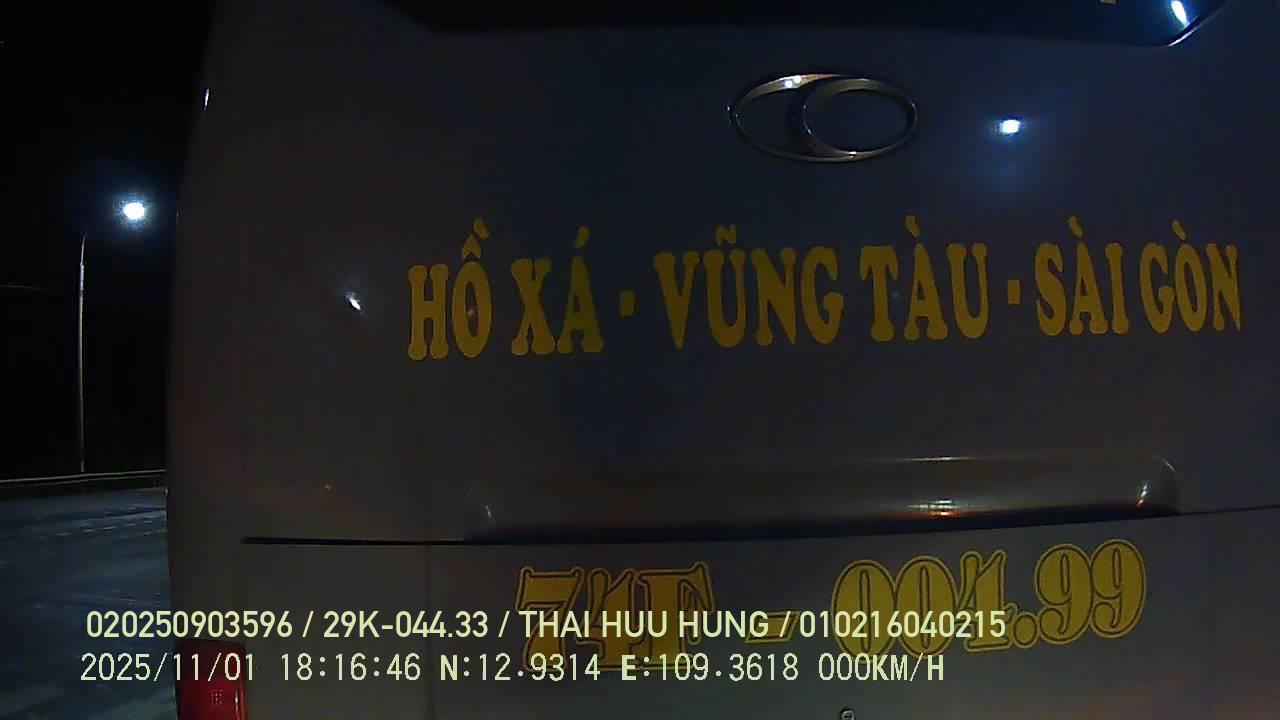 HỒ XÁ - VŨNG TÀU - SÀI GÒN
74F - 004.99
020250903596 / 29K-044.33 / THAI HUU HUNG / 010216040215
2025/11/01 18:16:46 N:12.9314 E:109.3618 000KM/H